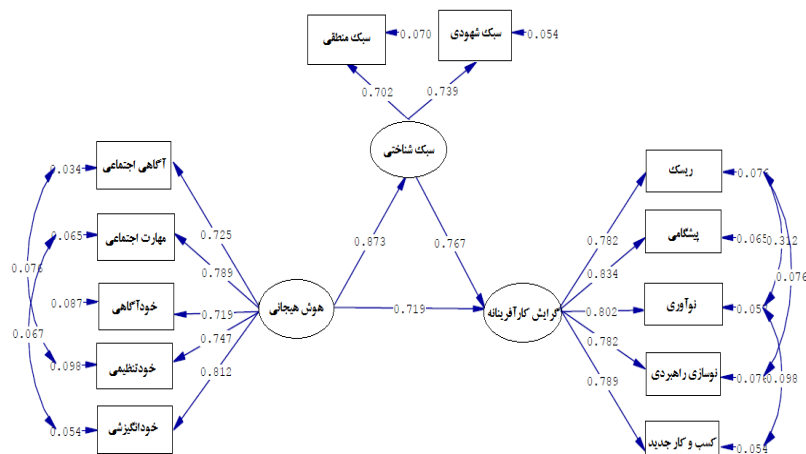 سبک منطقی
0.070
سبک شهودی
0.054
0.702
0.739
سبک شناختی
آگاهی اجتماعی
0.034
0.725
مهارت اجتماعی
0.065
0.789
0.076
خودآگاهی
0.087
0.719
0.067
خودتنظیمی
0.098
0.747
خودانگیزشی
0.054
0.812
هوش هیجانی
0.873
0.767
0.719
گرایش کارآفرینانه
ریسک
0.076
0.782
پیشگامی
0.065
0.834
0.312
0.076
نوآوری
0.802
نوسازی راهبردی
0.076
0.782
0.098
کسب و کار جدید
0.054
0.789